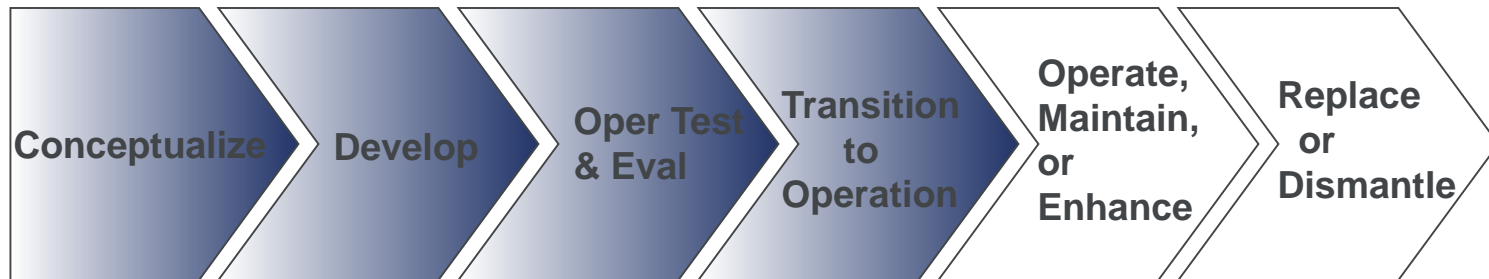 Conceptualize
Develop
Oper Test
& Eval
Transition
to
Operation
Operate,
Maintain,
or
Enhance
Replace
or
Dismantle